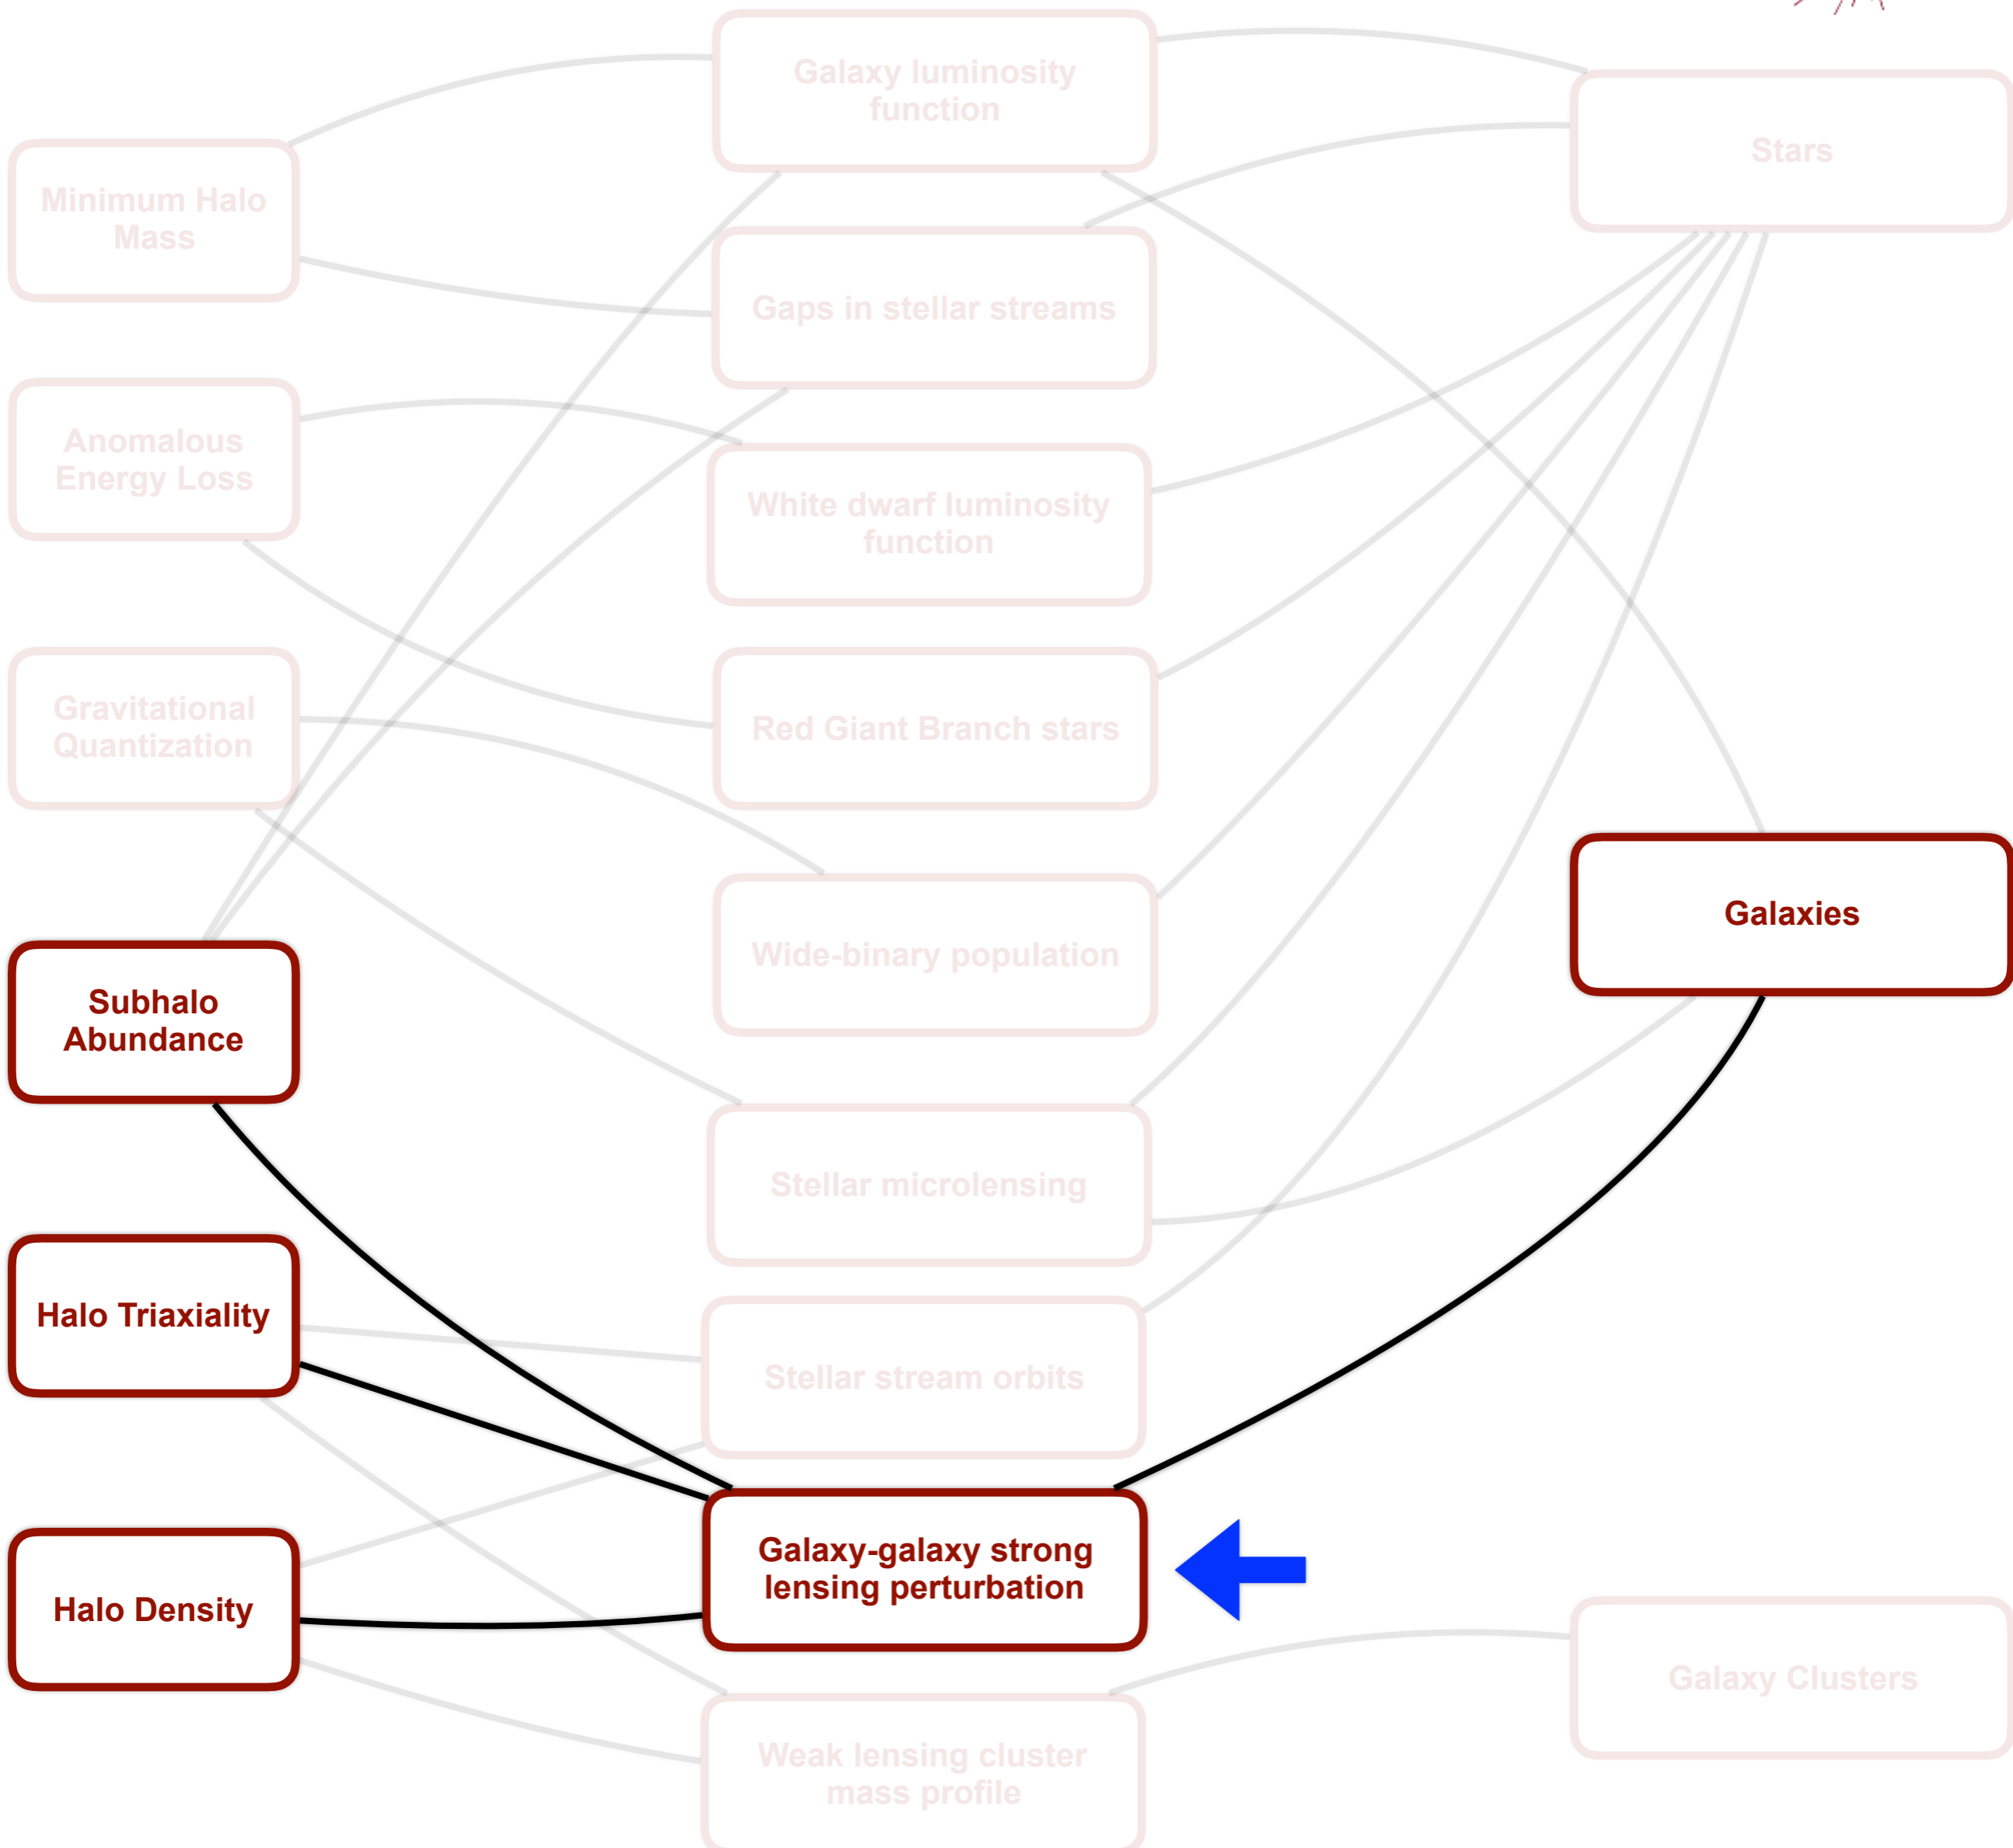 Galaxy luminosity
function
Stars
Minimum Halo
Mass
Gaps in stellar streams
Anomalous
Energy Loss
White dwarf luminosity
function
Gravitational
Quantization
Red Giant Branch stars
Galaxies
Wide-binary population
Subhalo
Abundance
Stellar microlensing
Halo Triaxiality
Stellar stream orbits
Galaxy-galaxy strong
lensing perturbation
Halo Density
Galaxy Clusters
Weak lensing cluster
mass profile